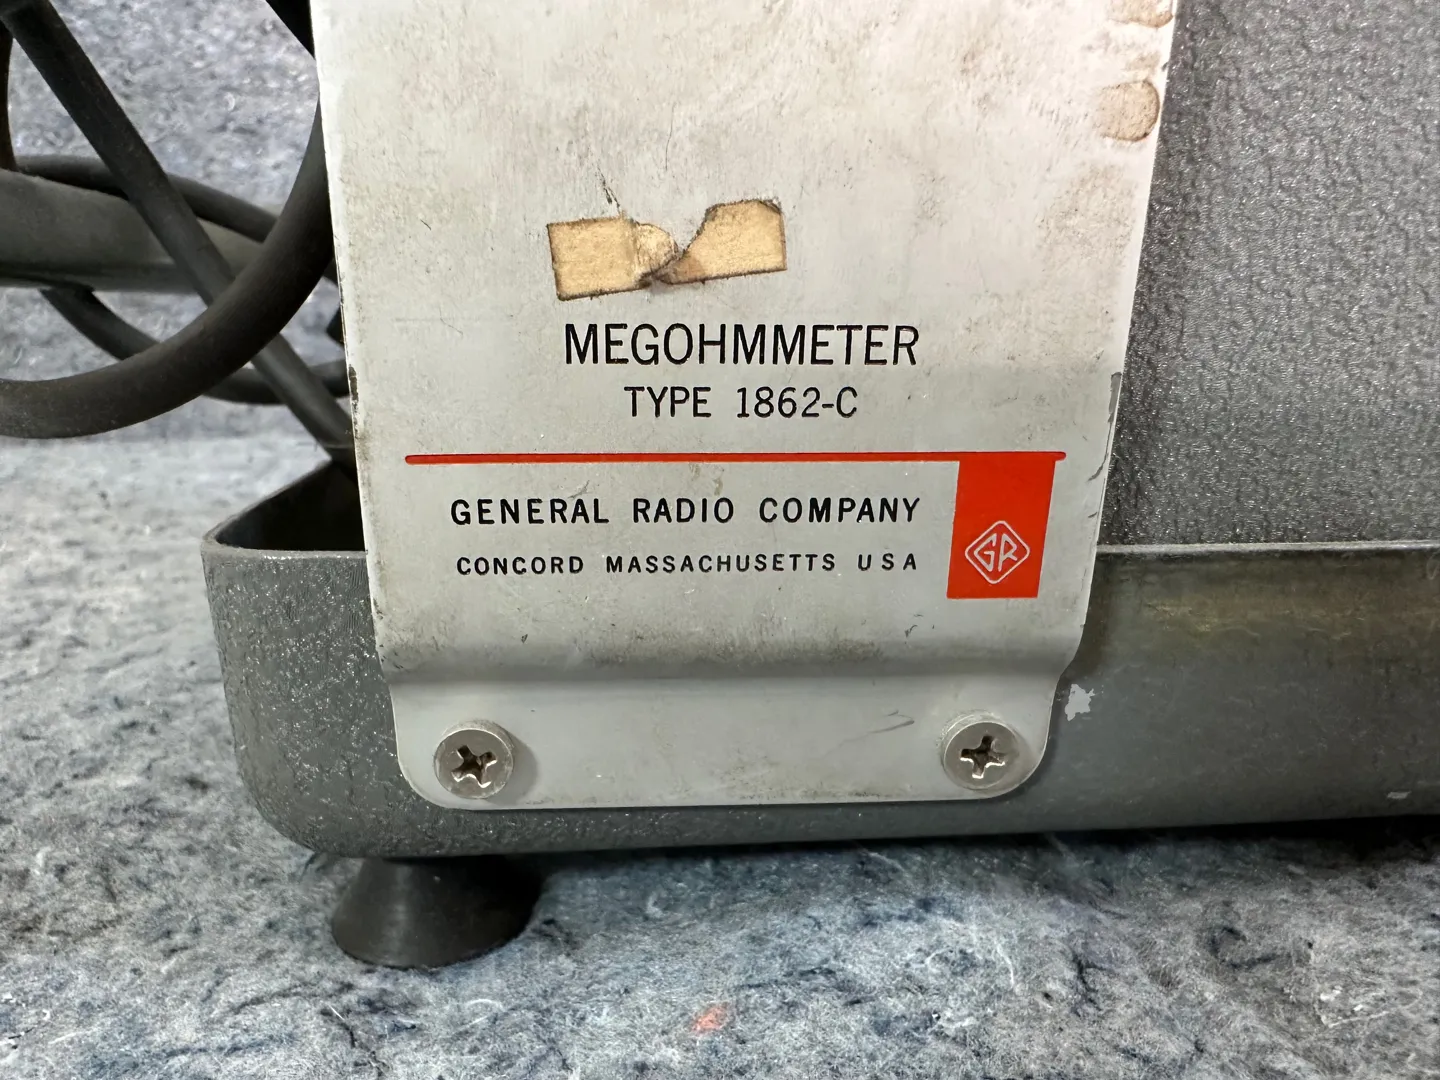 MEGOHMMETER
TYPE 1862-C
GENERAL RADIO COMPANY
CONCORD MASSACHUSETTS USA
GR